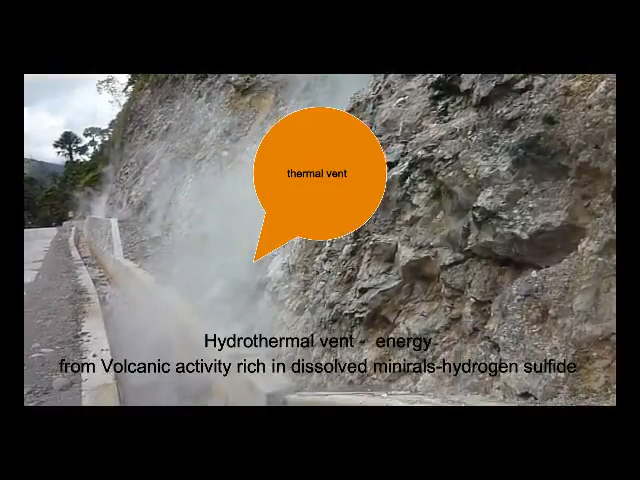 thermal vent
Hydrothermal vent - energy
from Volcanic activity rich in dissolved minirals-hydrogen sulfide